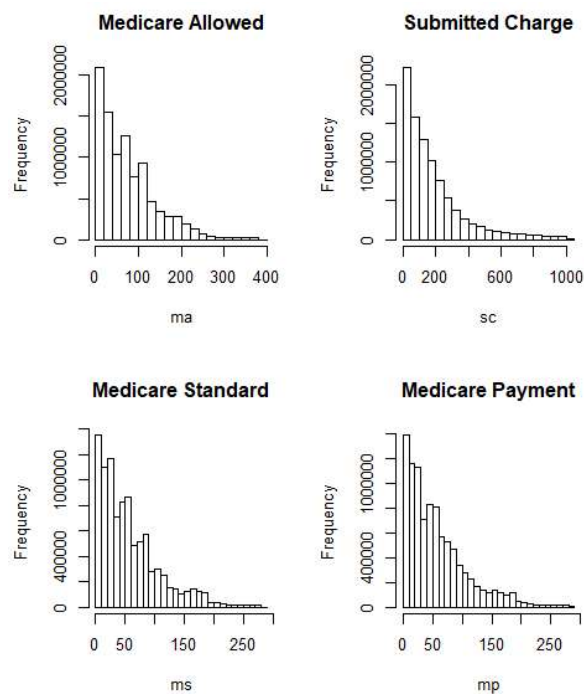 Medicare Allowed
Frequency
0 1000000 2000000
0 100 200 300 400
ma
Submitted Charge
Frequency
0 1000000 2000000
0 200 600 1000
sc
Medicare Standard
Frequency
0 400000 1000000
0 50 150 250
ms
Medicare Payment
Frequency
0 400000 1000000
0 50 150 250
mp